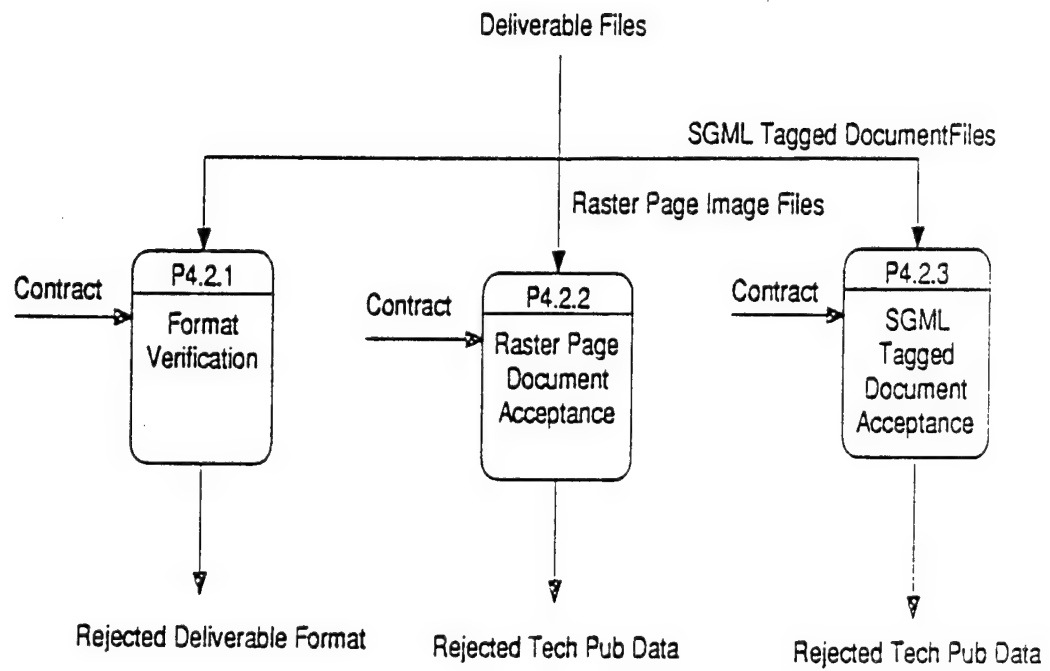 Deliverable Files
SGML Tagged DocumentFiles
Raster Page Image Files
Contract
P4.2.1
Format
Verification
Contract
P4.2.2
Raster Page
Document
Acceptance
Contract
P4.2.3
SGML
Tagged
Document
Acceptance
Rejected Deliverable Format
Rejected Tech Pub Data
Rejected Tech Pub Data